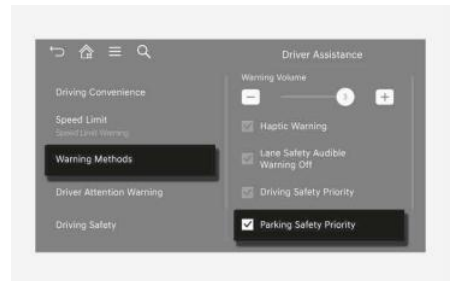 Driver Assistance
Driving Convenience
Speed Limit
Speed Limit Warning
Warning Methods
Driver Attention Warning
Driving Safety
Warning Volume
3
Haptic Warning
Lane Safety Audible
Warning Off
Driving Safety Priority
Parking Safety Priority